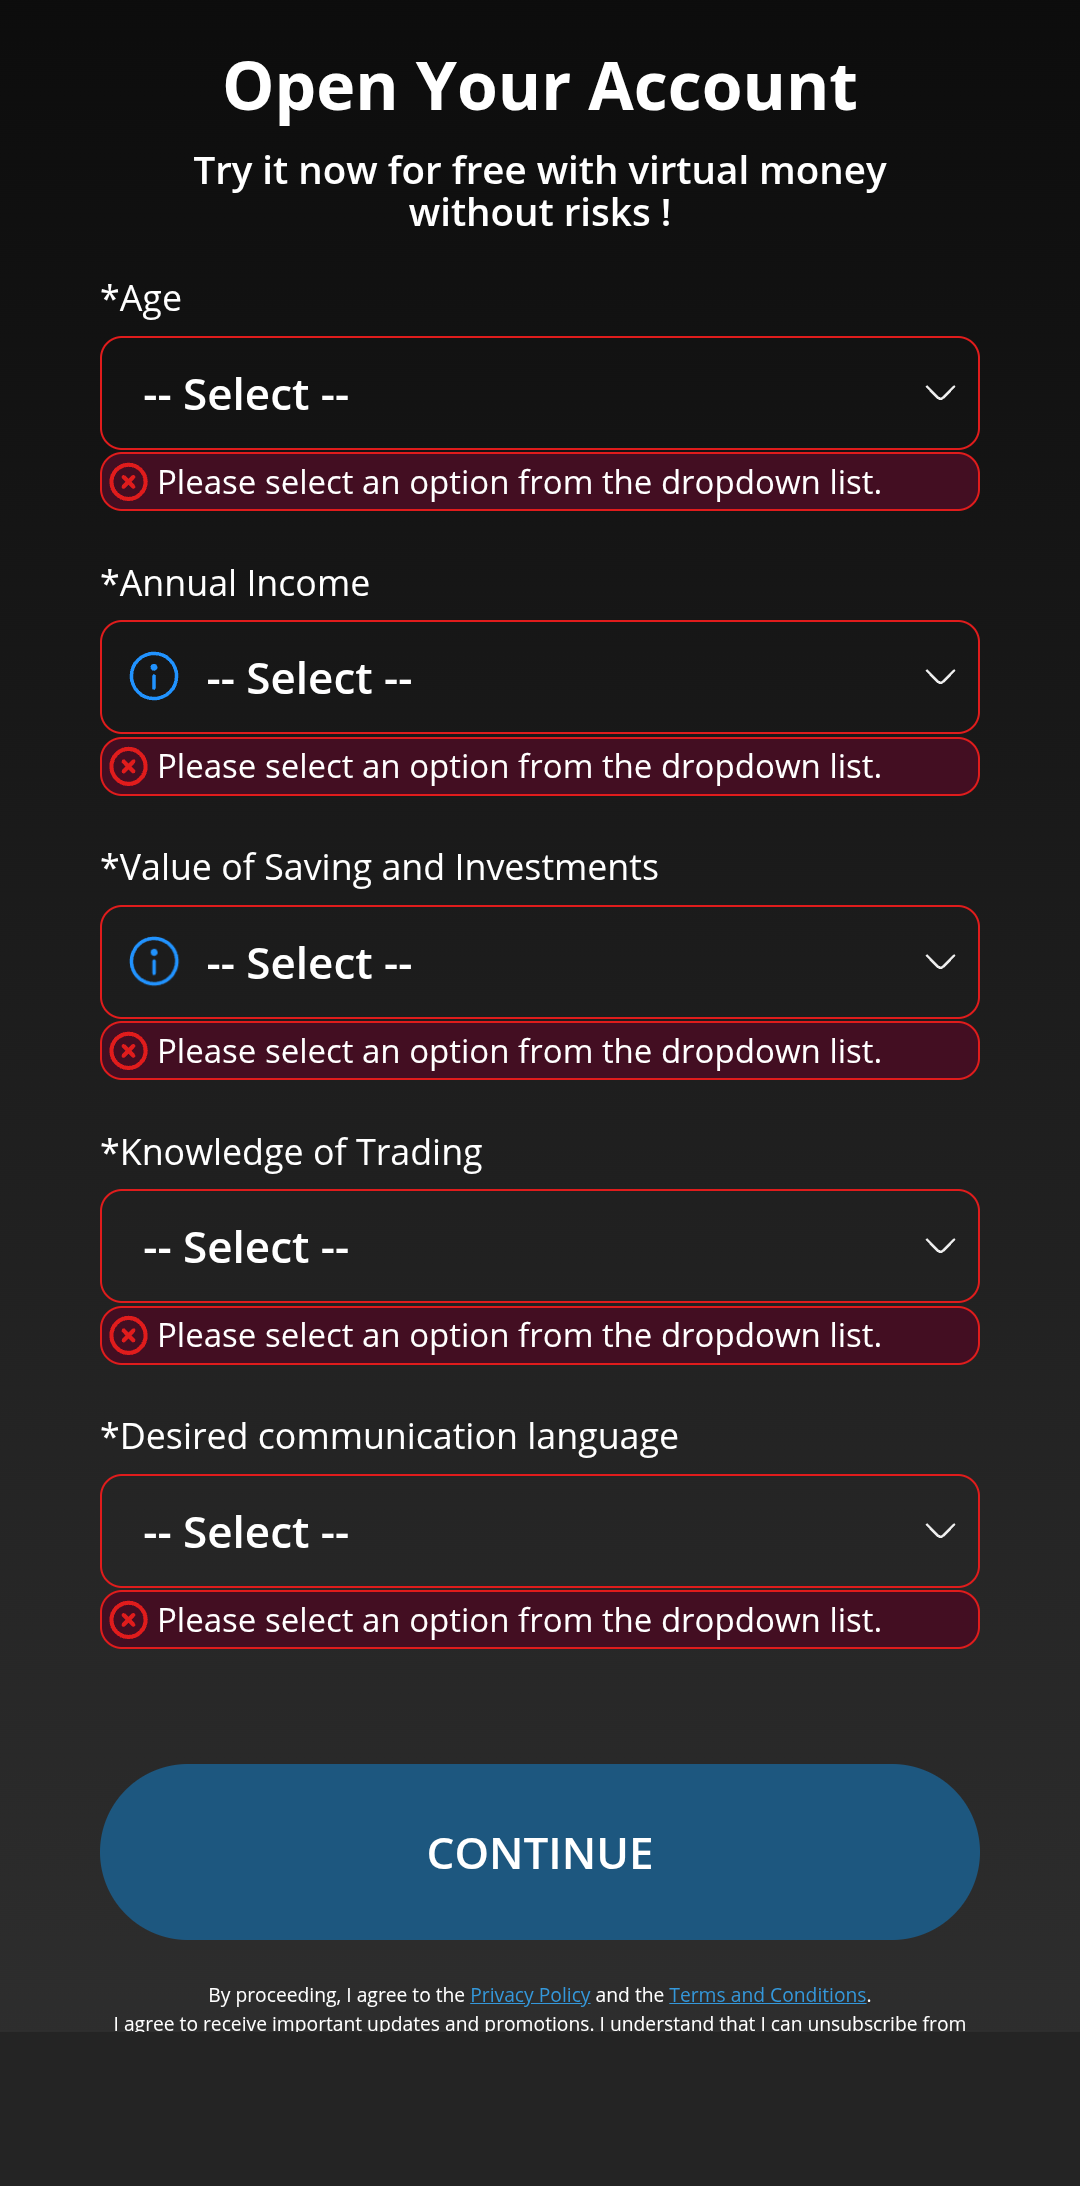 Open Your Account
Try it now for free with virtual money
without risks !
*Age
-- Select --
Please select an option from the dropdown list.
*Annual Income
-- Select --
Please select an option from the dropdown list.
*Value of Saving and Investments
-- Select --
Please select an option from the dropdown list.
*Knowledge of Trading
-- Select --
Please select an option from the dropdown list.
*Desired communication language
-- Select --
Please select an option from the dropdown list.
CONTINUE
By proceeding, I agree to the Privacy Policy and the Terms and Conditions.
I agree to receive important updates and promotions. I understand that I can unsubscribe from